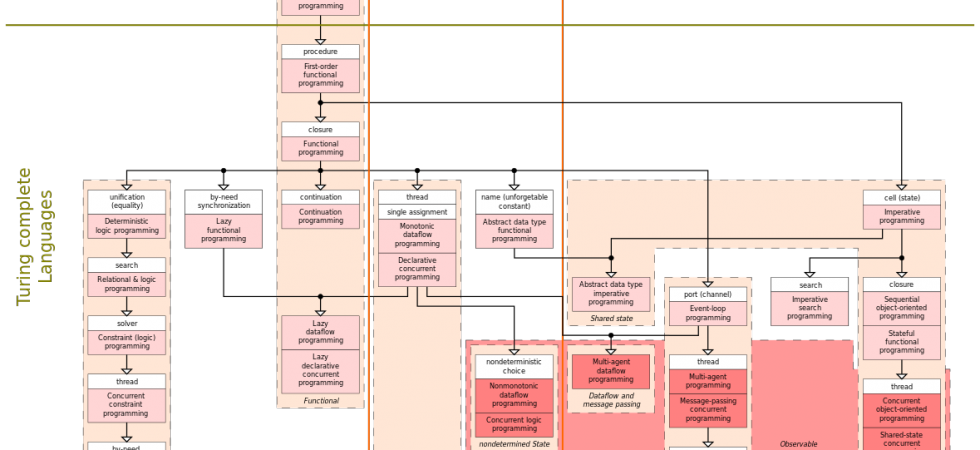 programming
procedure
First-order
functional
programming
closure
Functional
programming
Turing complete
Languages
unification
(equality)
Deterministic
logic programming
search
Relational & logic
programming
solver
Constraint (logic)
programming
thread
Concurrent
constraint
programming
by-need
by-need
synchronization
Lazy
functional
programming
continuation
Continuation
programming
Lazy
dataflow
programming
Lazy
declarative
concurrent
programming
Functional
thread
single assignment
Monotonic
dataflow
programming
Declarative
concurrent
programming
name (unforgetable
constant)
Abstract data type
functional
programming
nondeterministic
choice
Nonmonotonic
dataflow
programming
Concurrent logic
programming
nondetermined State
Abstract data type
imperative
programming
Shared state
Multi-agent
dataflow
programming
Dataflow and
message passing
port (channel)
Event-loop
programming
thread
Multi-agent
programming
Message-passing
concurrent
programming
search
Imperative
search
programming
Observable
cell (state)
Imperative
programming
closure
Sequential
object-oriented
programming
Stateful
functional
programming
thread
Concurrent
object-oriented
programming
Shared-state
concurrent